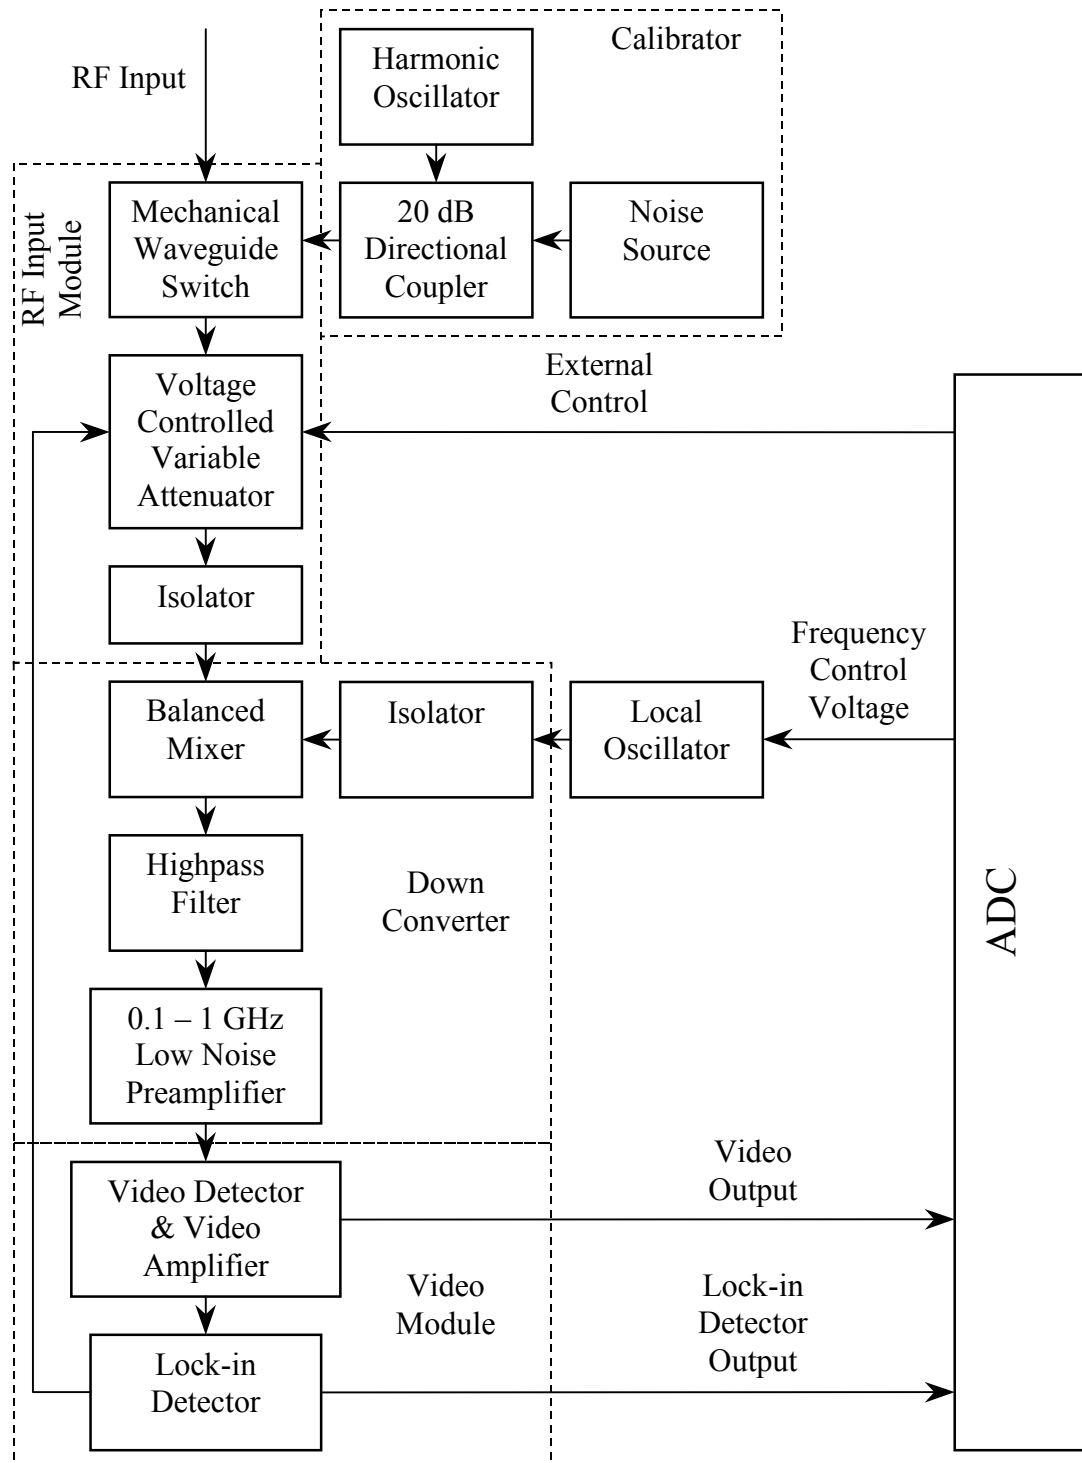 RF Input
Harmonic
Oscillator
Calibrator
RF Input
Module
Mechanical
Waveguide
Switch
20 dB
Directional
Coupler
Noise
Source
Voltage
Controlled
Variable
Attenuator
External
Control
Isolator
Balanced
Mixer
Isolator
Local
Oscillator
Frequency
Control
Voltage
Highpass
Filter
Down
Converter
ADC
0.1 – 1 GHz
Low Noise
Preamplifier
Video Detector
& Video
Amplifier
Video
Output
Video
Module
Lock-in
Detector
Output
Lock-in
Detector